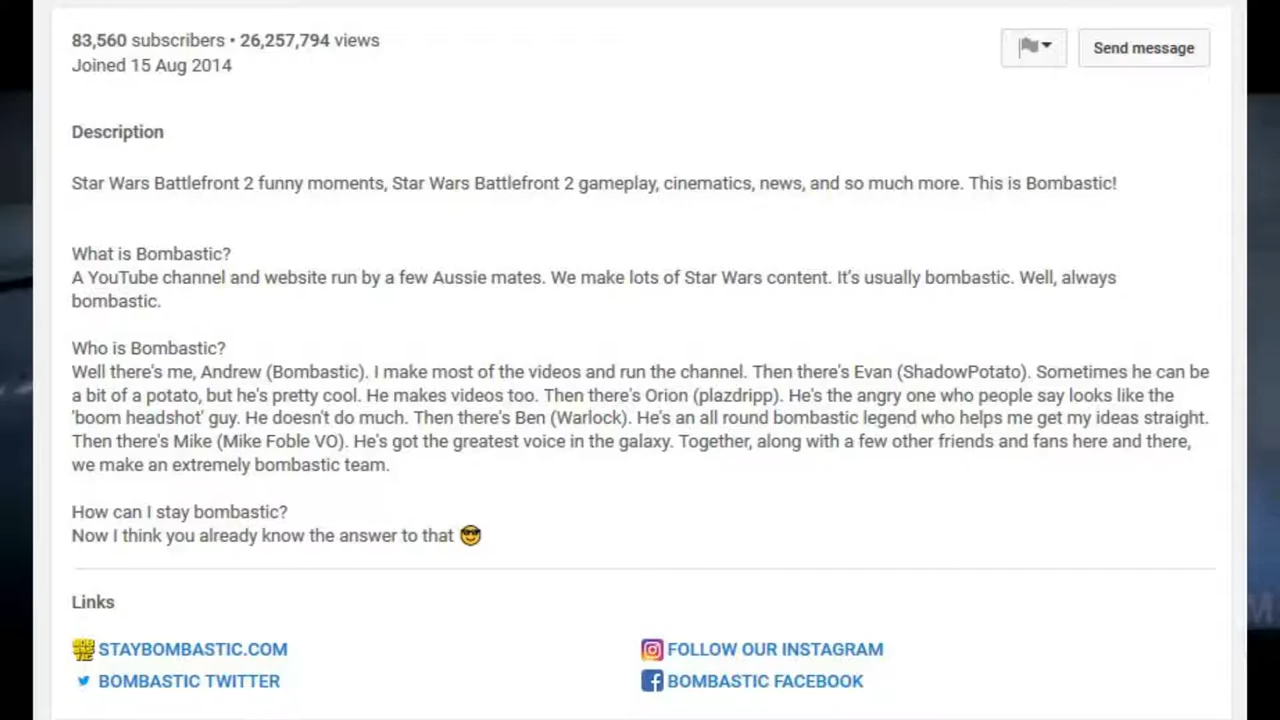 83,560 subscribers • 26,257,794 views
Joined 15 Aug 2014
Send message
Description
Star Wars Battlefront 2 funny moments, Star Wars Battlefront 2 gameplay, cinematics, news, and so much more. This is Bombastic!
What is Bombastic?
A YouTube channel and website run by a few Aussie mates. We make lots of Star Wars content. It's usually bombastic. Well, always
bombastic.
Who is Bombastic?
Well there's me, Andrew (Bombastic). I make most of the videos and run the channel. Then there's Evan (ShadowPotato). Sometimes he can be
a bit of a potato, but he's pretty cool. He makes videos too. Then there's Orion (plazdripp). He's the angry one who people say looks like the
'boom headshot' guy. He doesn't do much. Then there's Ben (Warlock). He's an all round bombastic legend who helps me get my ideas straight.
Then there's Mike (Mike Foble VO). He's got the greatest voice in the galaxy. Together, along with a few other friends and fans here and there,
we make an extremely bombastic team.
How can I stay bombastic?
Now I think you already know the answer to that 😎
Links
STAYBOMBASTIC.COM
FOLLOW OUR INSTAGRAM
BOMBASTIC TWITTER
BOMBASTIC FACEBOOK